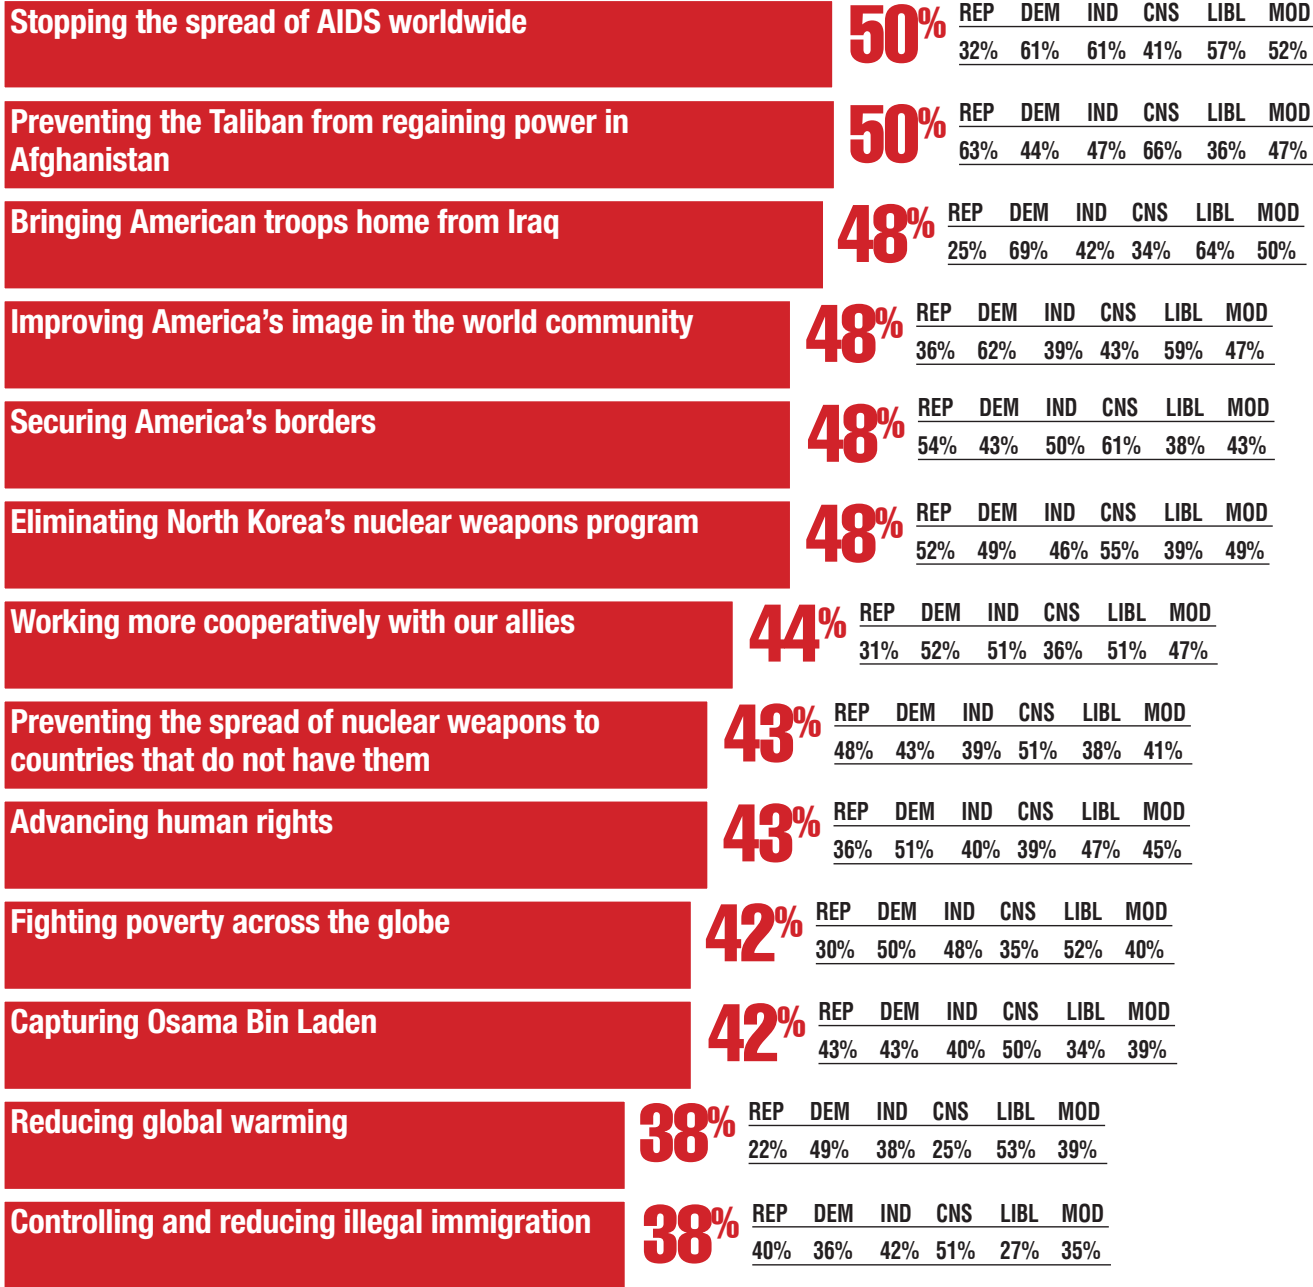 Stopping the spread of AIDS worldwide
50%
REP DEM IND CNS LIBL MOD
32% 61% 61% 41% 57% 52%
Preventing the Taliban from regaining power in
Afghanistan
50%
REP DEM IND CNS LIBL MOD
63% 44% 47% 66% 36% 47%
Bringing American troops home from Iraq
48%
REP DEM IND CNS LIBL MOD
25% 69% 42% 34% 64% 50%
Improving America’s image in the world community
48%
REP DEM IND CNS LIBL MOD
36% 62% 39% 43% 59% 47%
Securing America’s borders
48%
REP DEM IND CNS LIBL MOD
54% 43% 50% 61% 38% 43%
Eliminating North Korea’s nuclear weapons program
48%
REP DEM IND CNS LIBL MOD
52% 49% 46% 55% 39% 49%
Working more cooperatively with our allies
44%
REP DEM IND CNS LIBL MOD
31% 52% 51% 36% 51% 47%
Preventing the spread of nuclear weapons to
countries that do not have them
43%
REP DEM IND CNS LIBL MOD
48% 43% 39% 51% 38% 41%
Advancing human rights
43%
REP DEM IND CNS LIBL MOD
36% 51% 40% 39% 47% 45%
Fighting poverty across the globe
42%
REP DEM IND CNS LIBL MOD
30% 50% 48% 35% 52% 40%
Capturing Osama Bin Laden
42%
REP DEM IND CNS LIBL MOD
43% 43% 40% 50% 34% 39%
Reducing global warming
38%
REP DEM IND CNS LIBL MOD
22% 49% 38% 25% 53% 39%
Controlling and reducing illegal immigration
38%
REP DEM IND CNS LIBL MOD
40% 36% 42% 51% 27% 35%